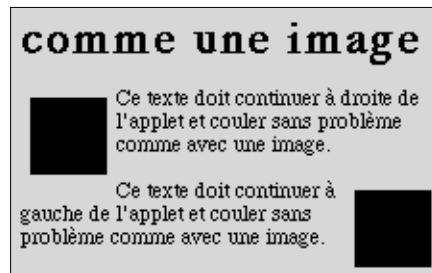 comme une image
Ce texte doit continuer à droite de
l'applet et couler sans problème
comme avec une image.
Ce texte doit continuer à
gauche de l'applet et couler sans
problème comme avec une image.